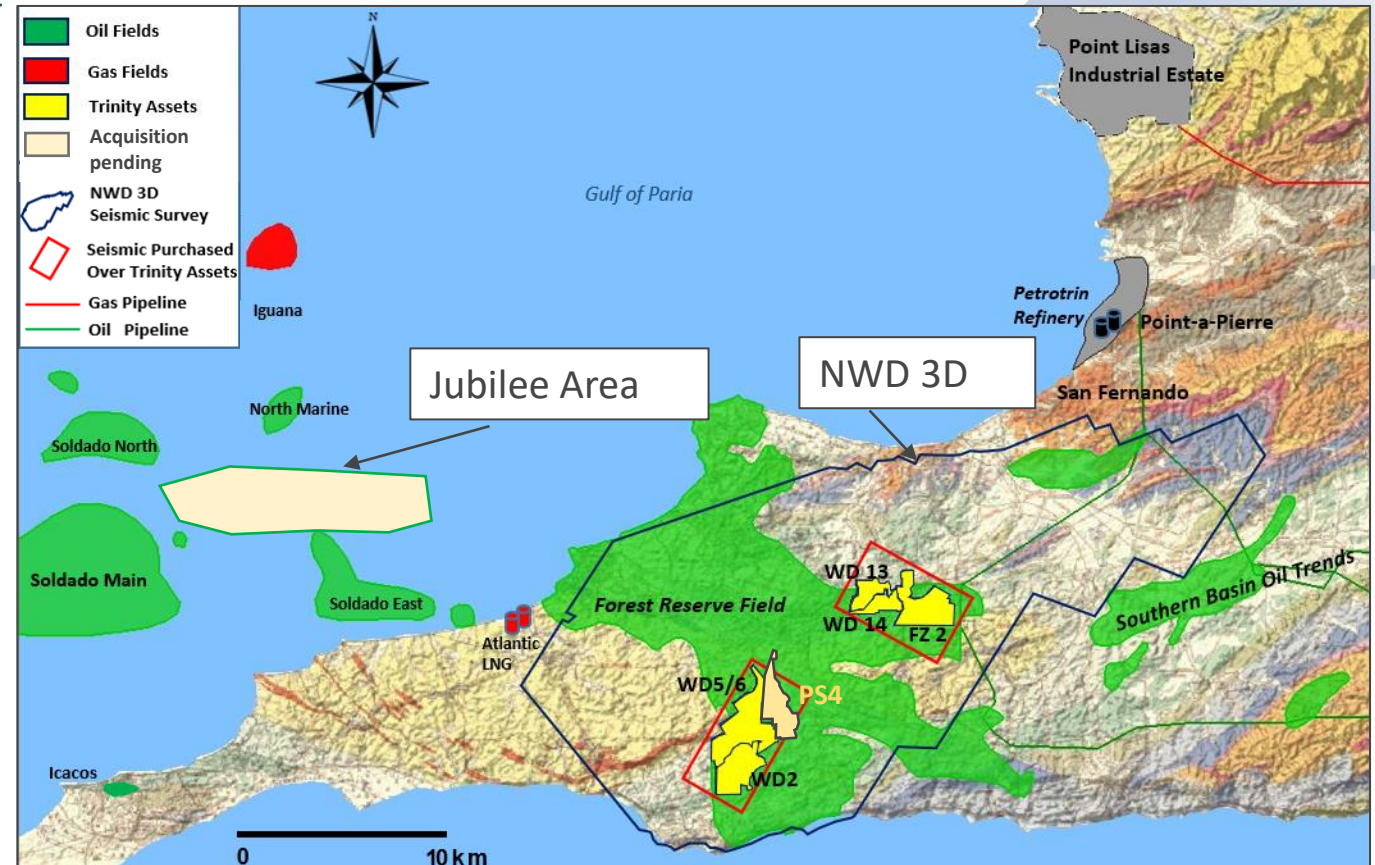 Oil Fields
Gas Fields
Trinity Assets
Acquisition
pending
NWD 3D
Seismic Survey
Seismic Purchased
Over Trinity Assets
Gas Pipeline
Oil Pipeline
N
Point Lisas
Industrial Estate
Gulf of Paria
Iguana
Petrotrin
Refinery
Point-a-Pierre
Jubilee Area
NWD 3D
San Fernando
North Marine
Soldado North
Soldado Main
Soldado East
Atlantic
LNG
Forest Reserve Field
WD 13
WD 14
FZ 2
Southern Basin Oil Trends
WD5/6
PS4
WD2
Icacos
0
10 km